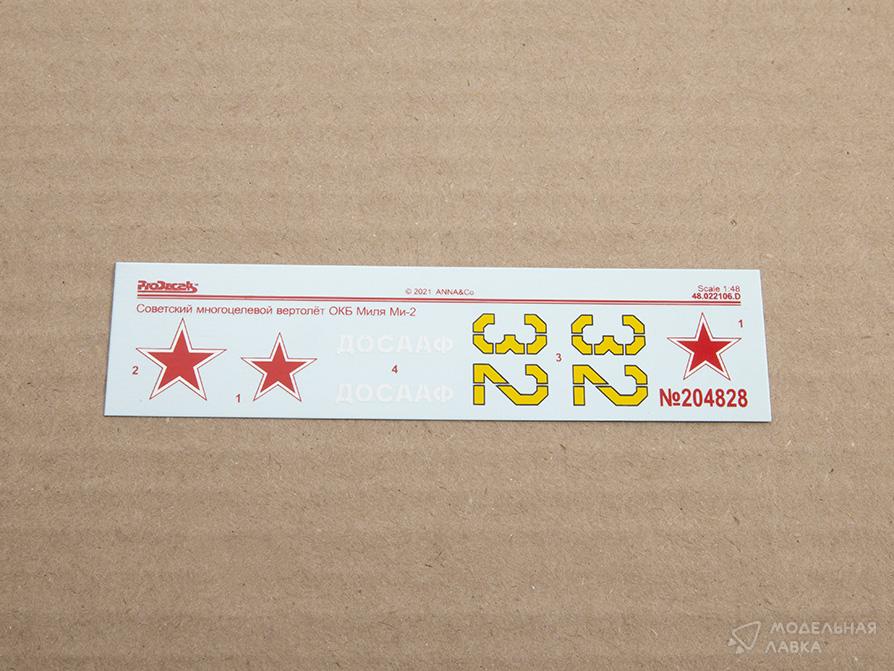 ProDecals
© 2021 ANNA&Co
Scale 1:48
48.022106.D
Советский многоцелевой вертолёт ОКБ Миля Ми-2
2
1
ДОСААФ
ДОСААФ
4
32
3
32
1
№204828
МОДЕЛЬНАЯ
ЛАВКА